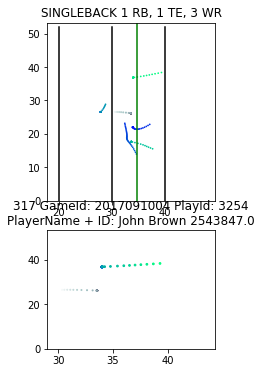 SINGLEBACK 1 RB, 1 TE, 3 WR
50
40
30
20
10
0
20 30 40
317 GameId: 2017091004 PlayId: 3254
PlayerName + ID: John Brown 2543847.0
40
20
0
30 35 40